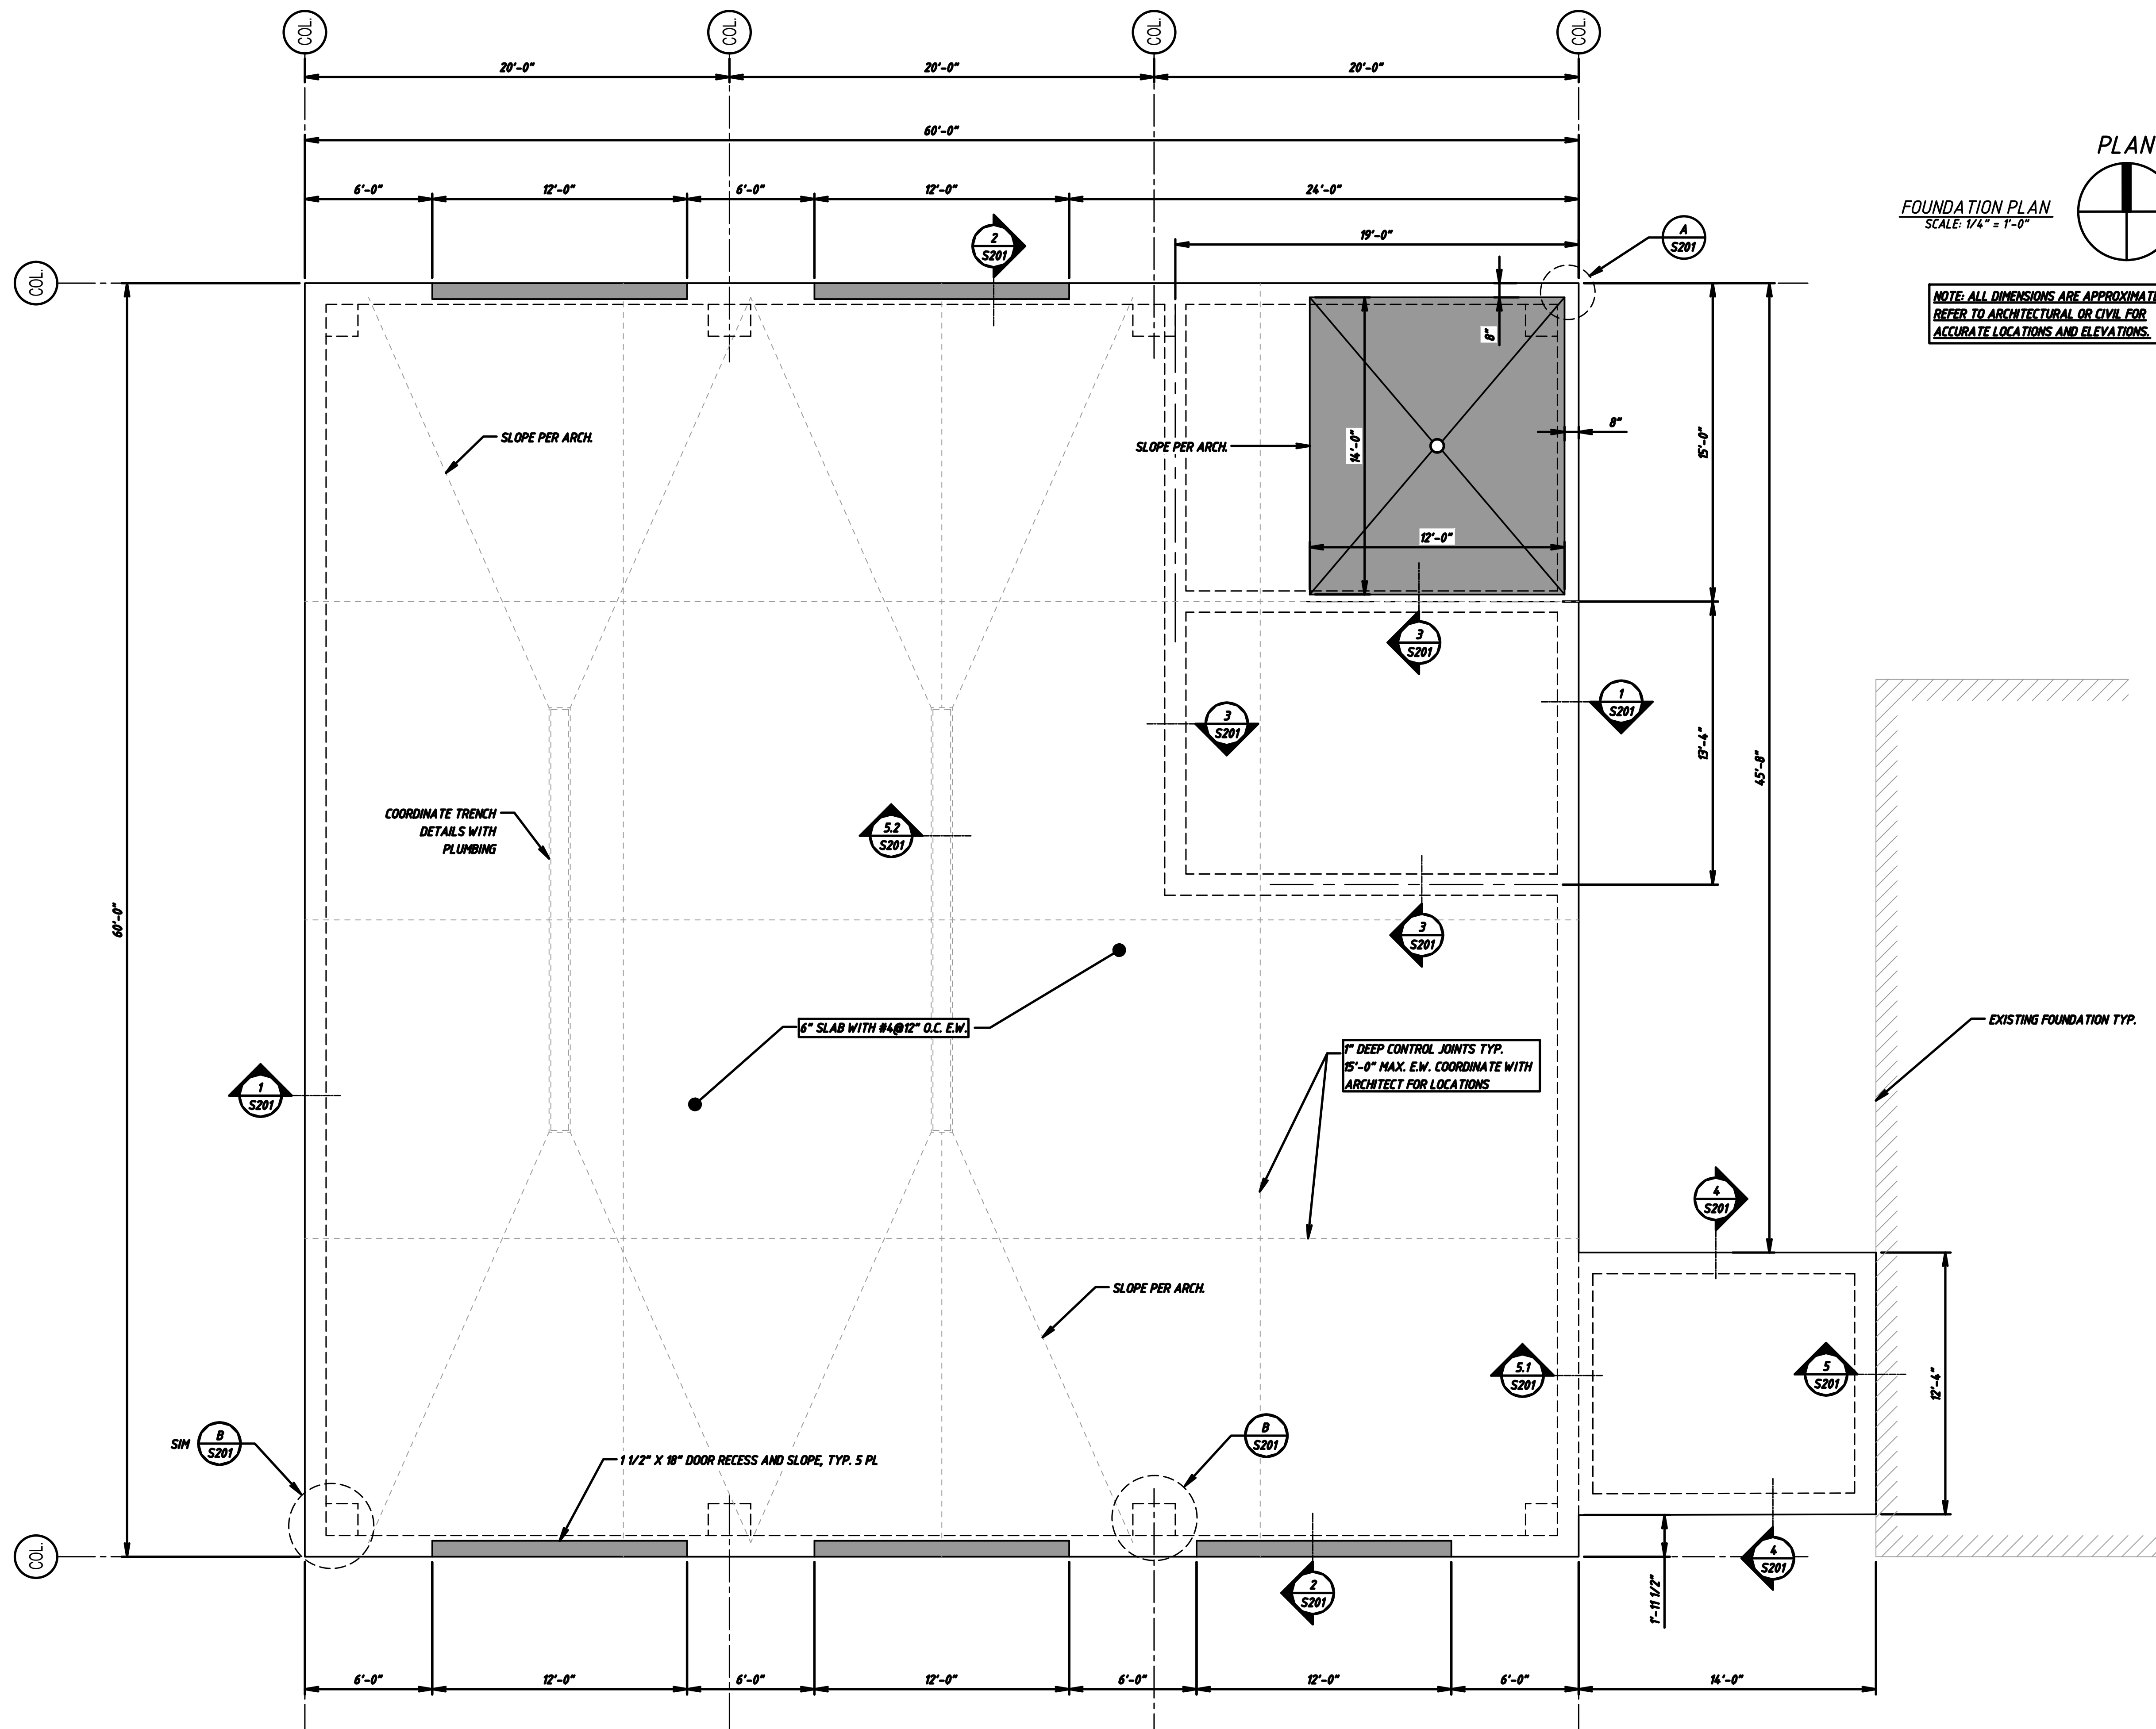 COL. COL. COL. COL.
20'-0" 20'-0" 20'-0"
60'-0"
PLAN
6'-0" 12'-0" 6'-0" 12'-0" 24'-0"
FOUNDATION PLAN
SCALE: 1/4" = 1'-0"
2
S201
19'-0"
A
S201
COL.
NOTE: ALL DIMENSIONS ARE APPROXIMATE
REFER TO ARCHITECTURAL OR CIVIL FOR
ACCURATE LOCATIONS AND ELEVATIONS.
8"
8"
SLOPE PER ARCH.
SLOPE PER ARCH.
14'-0"
15'-0"
12'-0"
3
S201
3
S201
1
S201
13'-4"
45'-8"
COORDINATE TRENCH
DETAILS WITH
PLUMBING
5.2
S201
60'-0"
3
S201
6" SLAB WITH #4@12" O.C. E.W.
EXISTING FOUNDATION TYP.
1" DEEP CONTROL JOINTS TYP.
15'-0" MAX. E.W. COORDINATE WITH
ARCHITECT FOR LOCATIONS
1
S201
4
S201
SLOPE PER ARCH.
5.1
S201
5
S201
12'-4"
SIM
B
S201
B
S201
1 1/2" X 18" DOOR RECESS AND SLOPE, TYP. 5 PL
COL.
4
S201
2
S201
1'-11 1/2"
6'-0" 12'-0" 6'-0" 12'-0" 6'-0" 12'-0" 6'-0" 14'-0"